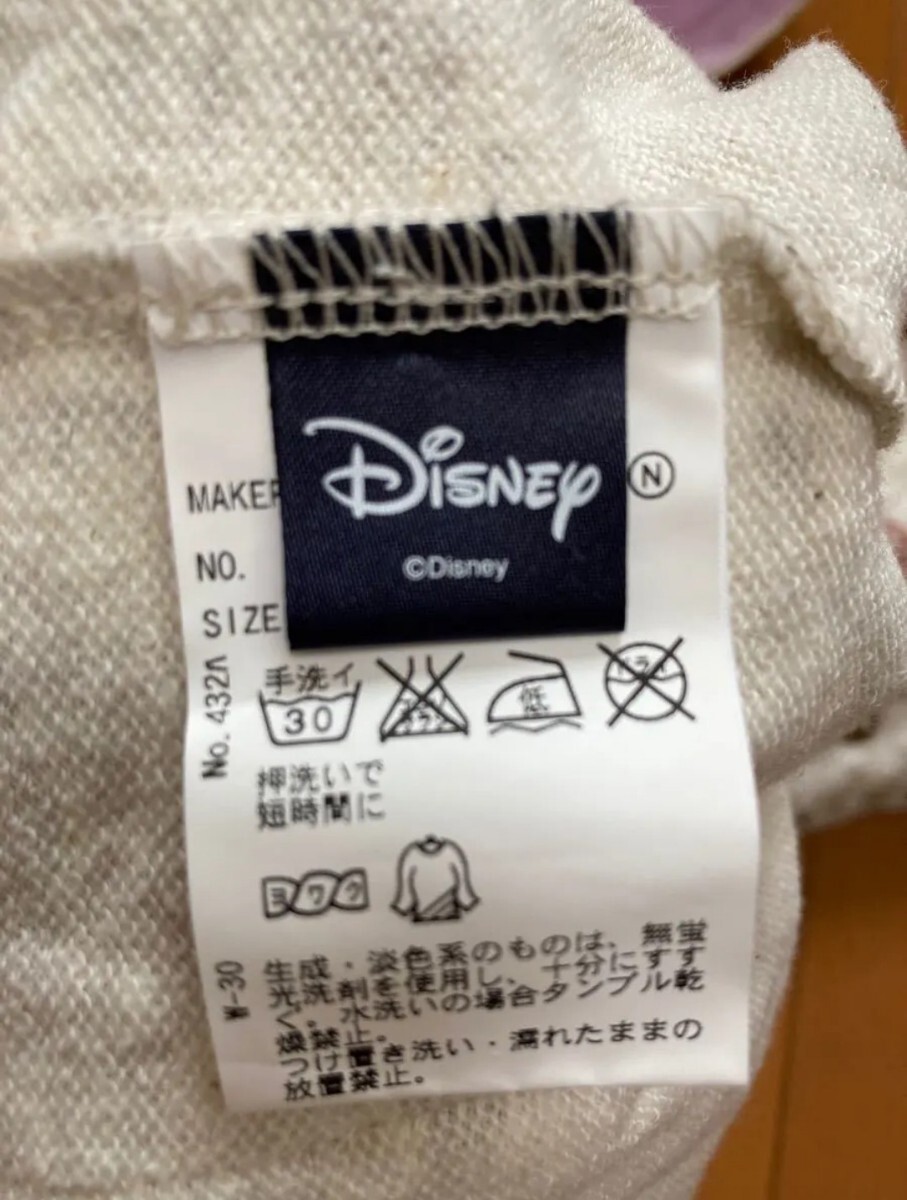 Disney
©Disney
N
MAKER
NO.
SIZE
No. 432A
手洗イ
30
低
ドライ
押洗いで
短時間に
ヨワク
W-30
生成・淡色系のものは、無蛍
光洗剤を使用し、十分にすす
ぐ。水洗いの場合タンブル乾
燥禁止。
つけ置き洗い・濡れたままの
放置禁止。